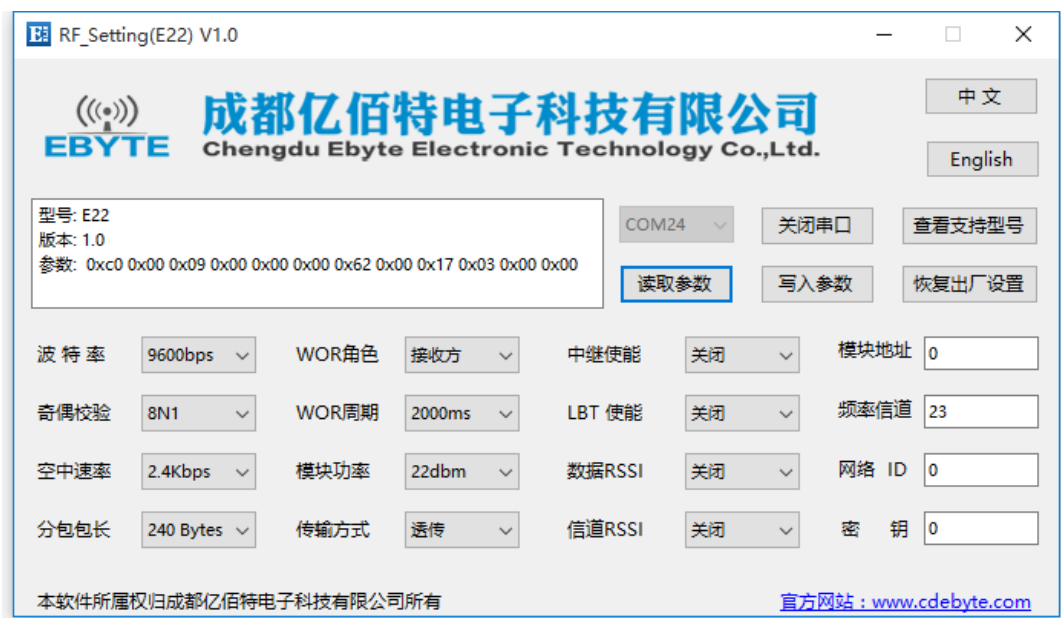 RF_Setting(E22) V1.0
EBYTE
成都亿佰特电子科技有限公司
Chengdu Ebyte Electronic Technology Co.,Ltd.
中 文
English
型号: E22
版本: 1.0
参数: 0xc0 0x00 0x09 0x00 0x00 0x00 0x62 0x00 0x17 0x03 0x00 0x00
COM24 关闭串口 查看支持型号
读取参数 写入参数 恢复出厂设置
波 特 率 9600bps WOR角色 接收方 中继使能 关闭 模块地址 0
奇偶校验 8N1 WOR周期 2000ms LBT 使能 关闭 频率信道 23
空中速率 2.4Kbps 模块功率 22dbm 数据RSSI 关闭 网络 ID 0
分包包长 240 Bytes 传输方式 透传 信道RSSI 关闭 密 钥 0
本软件所属权归成都亿佰特电子科技有限公司所有 官方网站：www.cdebyte.com